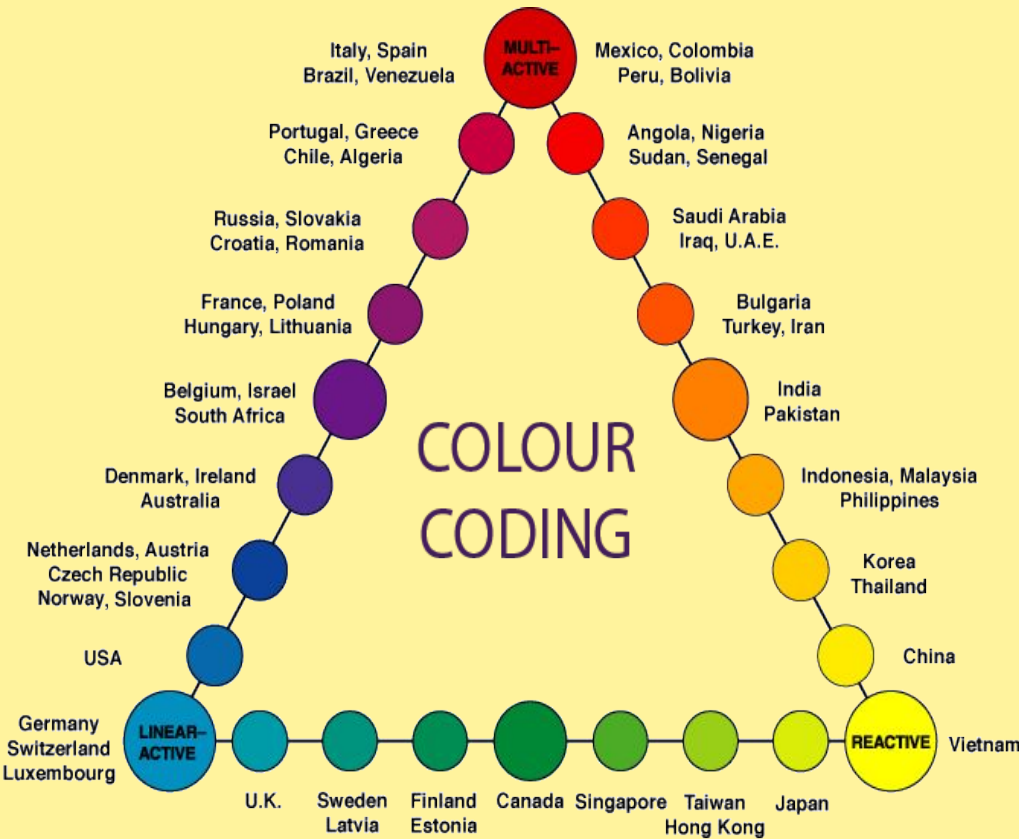 MULTI-
ACTIVE
Italy, Spain
Brazil, Venezuela
Mexico, Colombia
Peru, Bolivia
Portugal, Greece
Chile, Algeria
Angola, Nigeria
Sudan, Senegal
Russia, Slovakia
Croatia, Romania
Saudi Arabia
Iraq, U.A.E.
France, Poland
Hungary, Lithuania
Bulgaria
Turkey, Iran
Belgium, Israel
South Africa
India
Pakistan
COLOUR
CODING
Denmark, Ireland
Australia
Indonesia, Malaysia
Philippines
Netherlands, Austria
Czech Republic
Norway, Slovenia
Korea
Thailand
USA
China
Germany
Switzerland
Luxembourg
LINEAR-
ACTIVE
REACTIVE
Vietnam
U.K.
Sweden
Latvia
Finland
Estonia
Canada
Singapore
Taiwan
Hong Kong
Japan